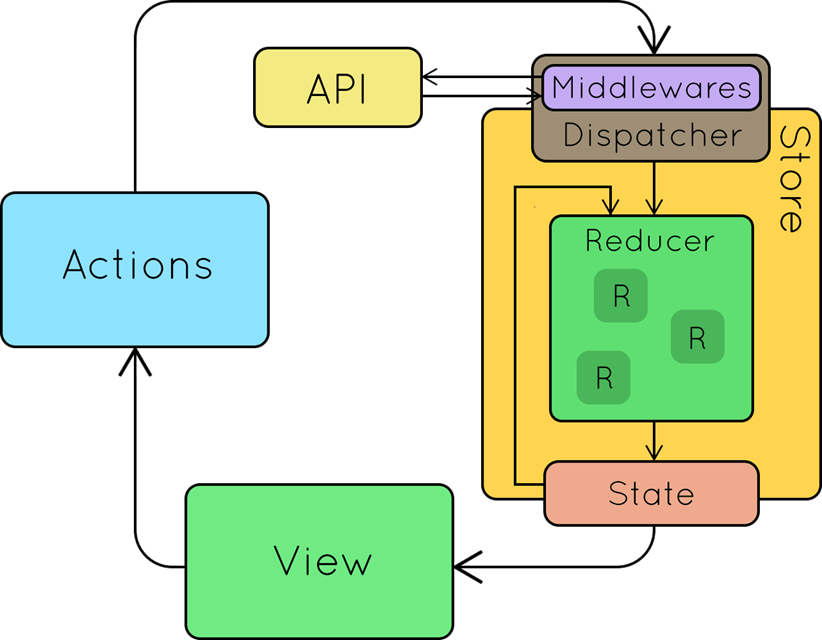 API
Middlewares
Dispatcher
Store
Reducer
R
R
R
Actions
State
View